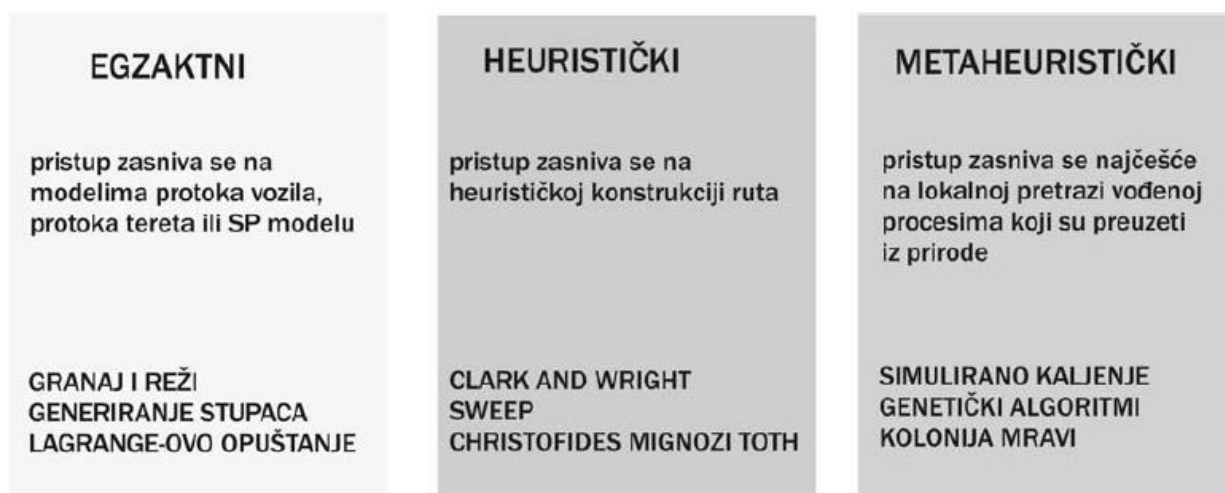 EGZAKTNI
pristup zasniva se na
modelima protoka vozila,
protoka tereta ili SP modelu
GRANAJ I REŽI
GENERIRANJE STUPACA
LAGRANGE-OVO OPUŠTANJE
HEURISTIČKI
pristup zasniva se na
heurističkoj konstrukciji ruta
CLARK AND WRIGHT
SWEEP
CHRISTOFIDES MIGNOZI TOTH
METAHEURISTIČKI
pristup zasniva se najčešće
na lokalnoj pretrazi vođenoj
procesima koji su preuzeti
iz prirode
SIMULIRANO KALJENJE
GENETIČKI ALGORITMI
KOLONIJA MRAVI